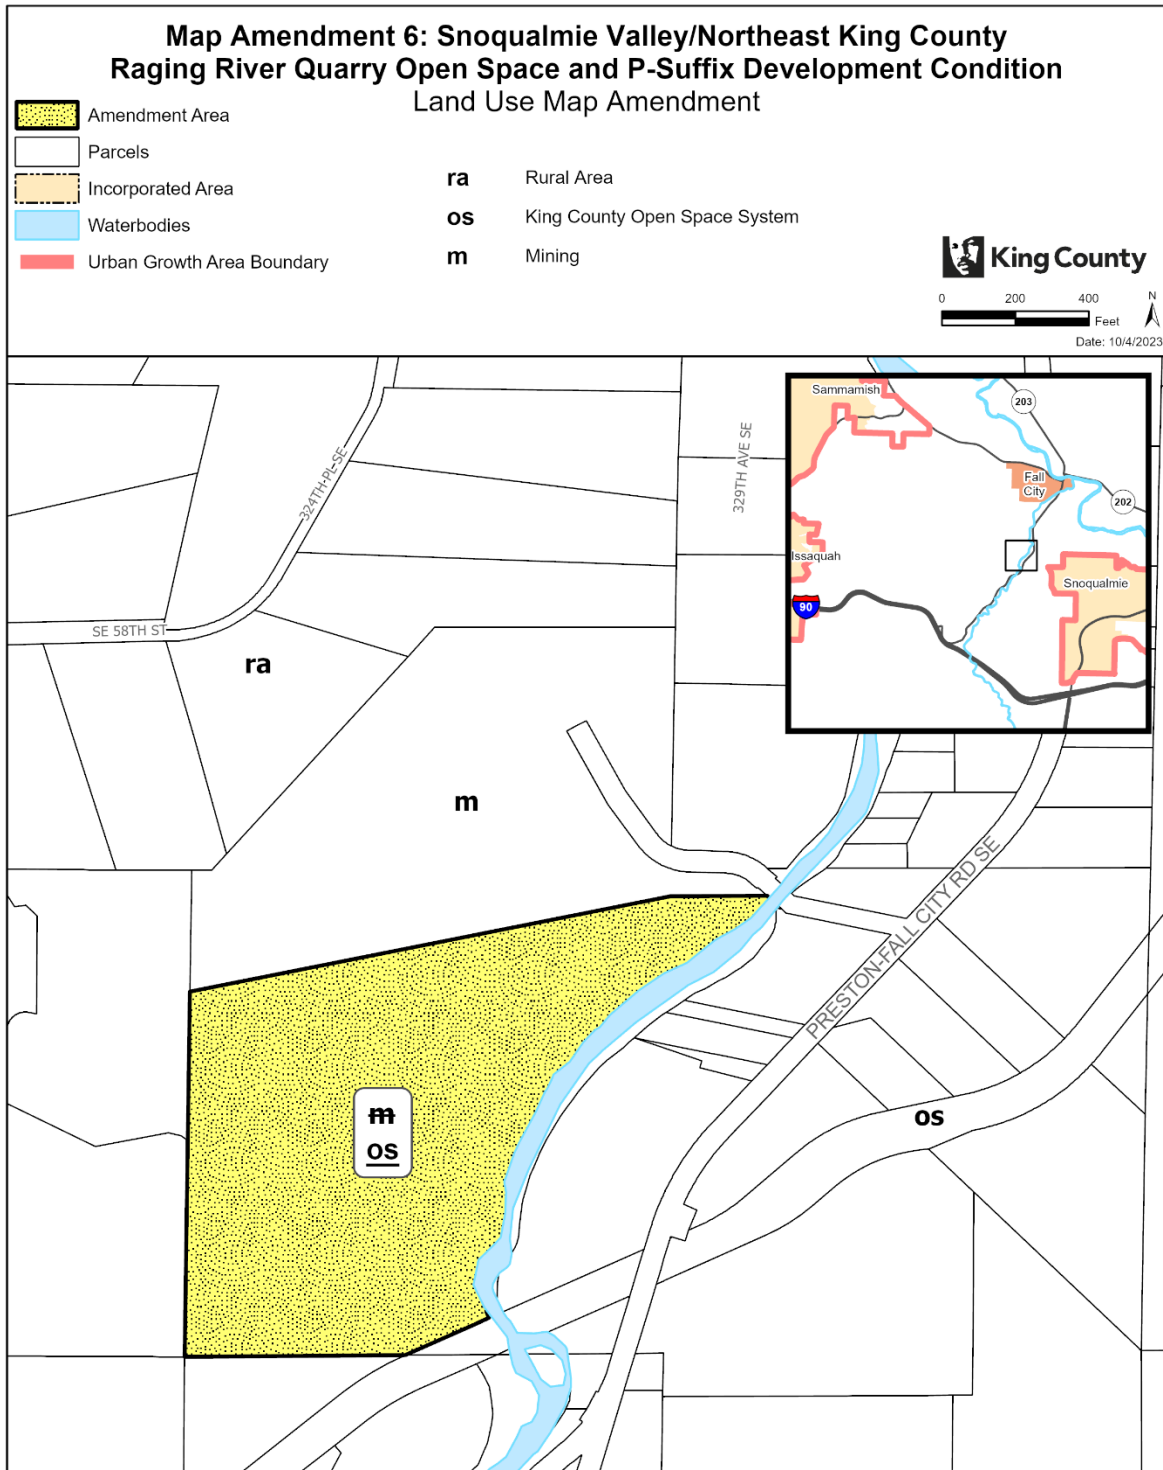 Map Amendment 6: Snoqualmie Valley/Northeast King County
Raging River Quarry Open Space and P-Suffix Development Condition
Land Use Map Amendment
Amendment Area
Parcels
Incorporated Area
Waterbodies
Urban Growth Area Boundary
ra Rural Area
os King County Open Space System
m Mining
King County
0 200 400
Feet
N
Date: 10/4/2023
324TH PL SE
329TH AVE SE
SE 58TH ST
ra
m
m
os
os
PRESTON-FALL CITY RD SE
Sammamish
203
Fall
City
202
Issaquah
Snoqualmie
90